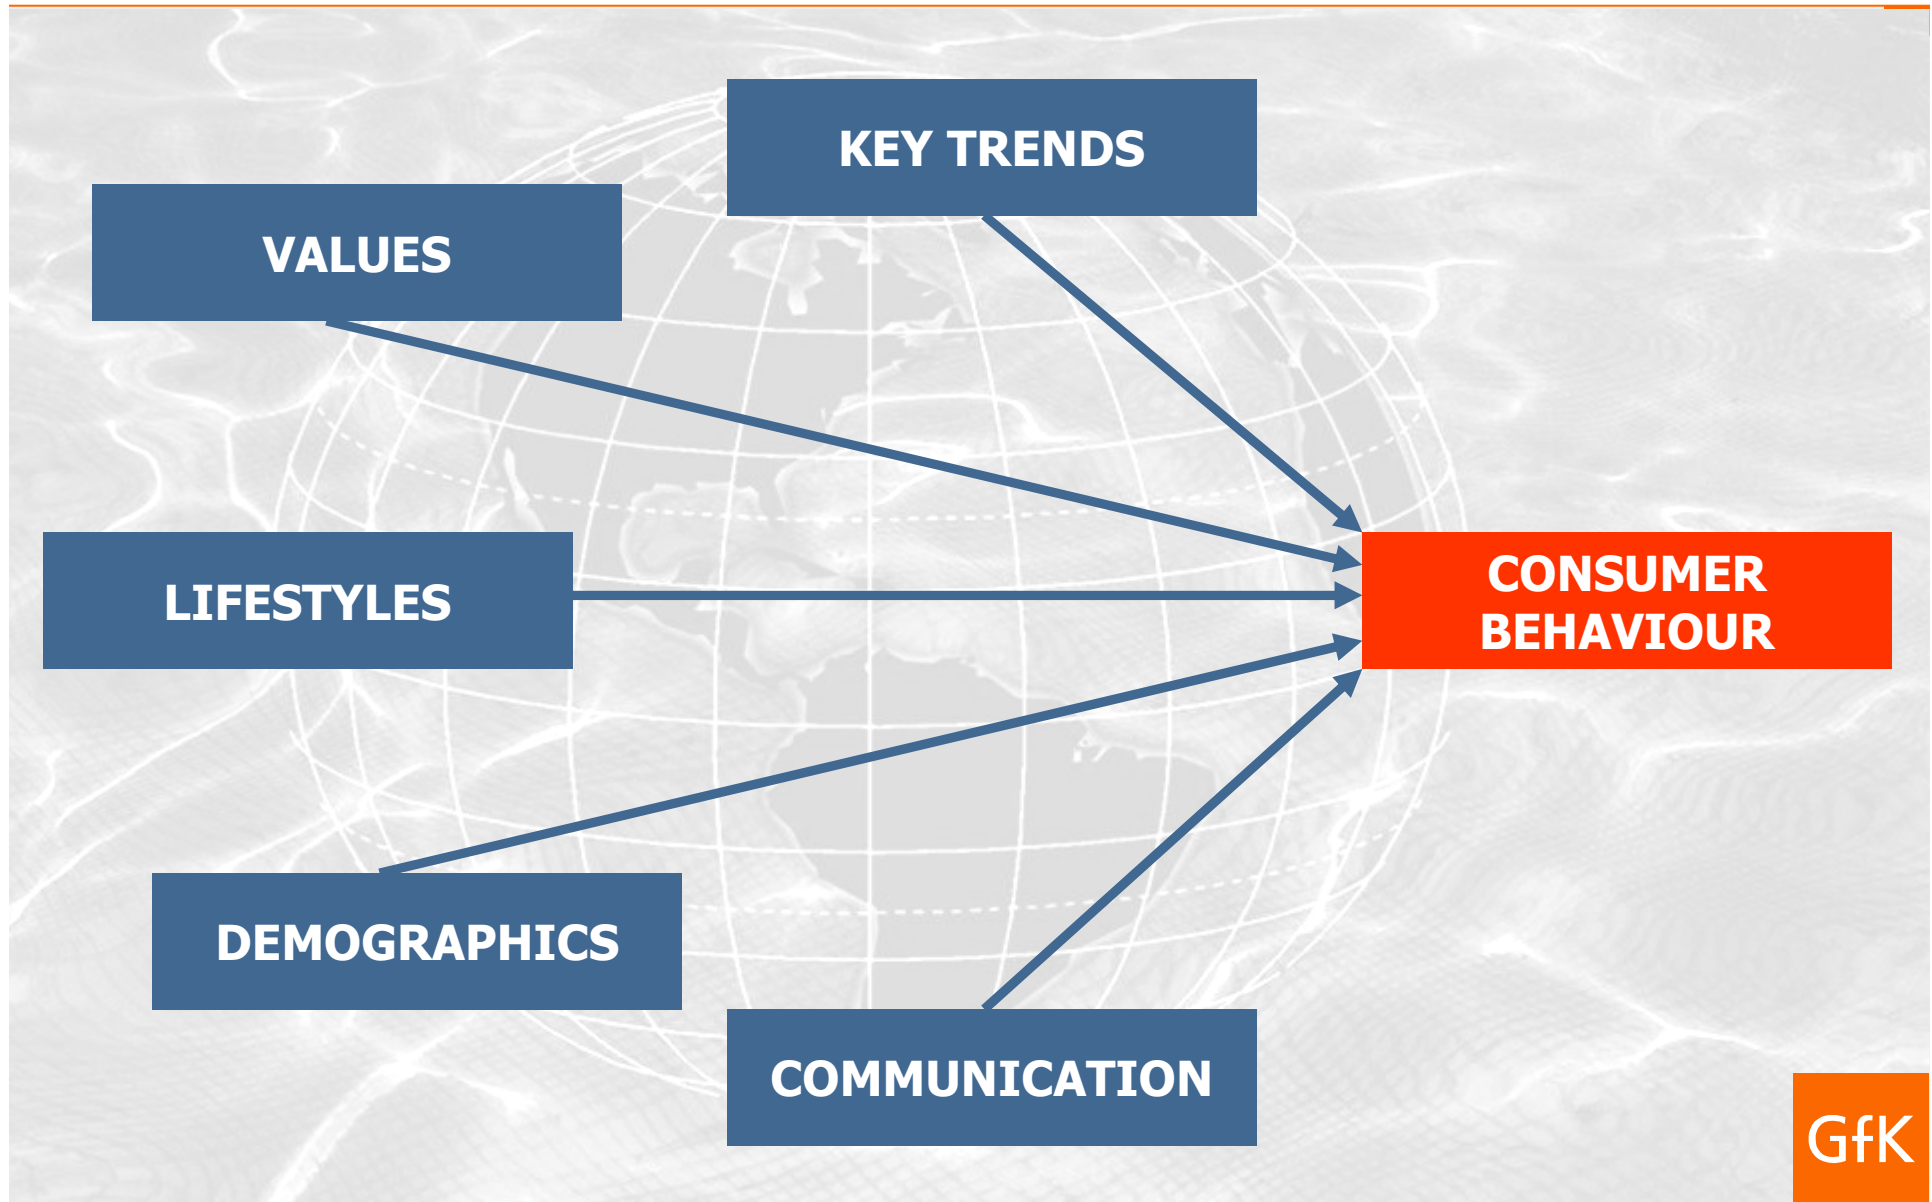 KEY TRENDS
VALUES
LIFESTYLES
CONSUMER
BEHAVIOUR
DEMOGRAPHICS
COMMUNICATION
GfK